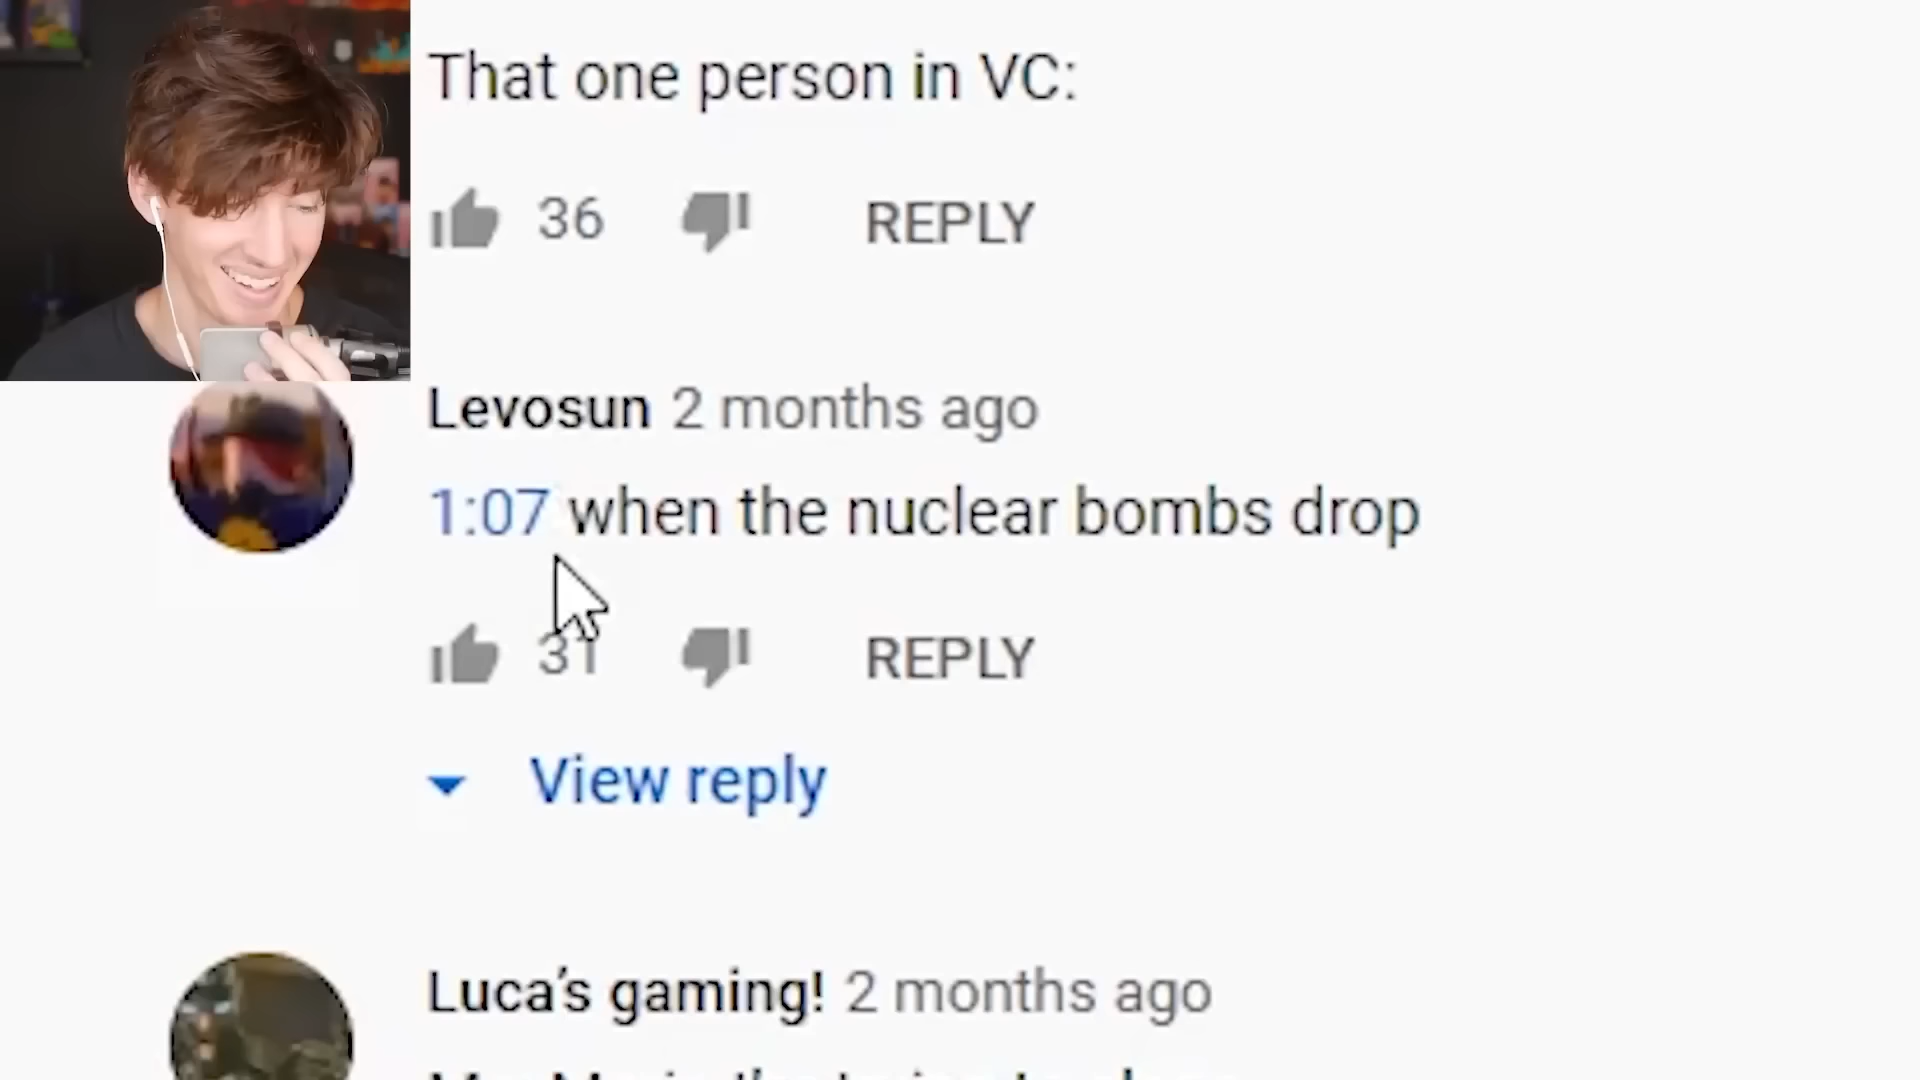 That one person in VC:
36 REPLY
Levosun 2 months ago
1:07 when the nuclear bombs drop
31 REPLY
View reply
Luca's gaming! 2 months ago